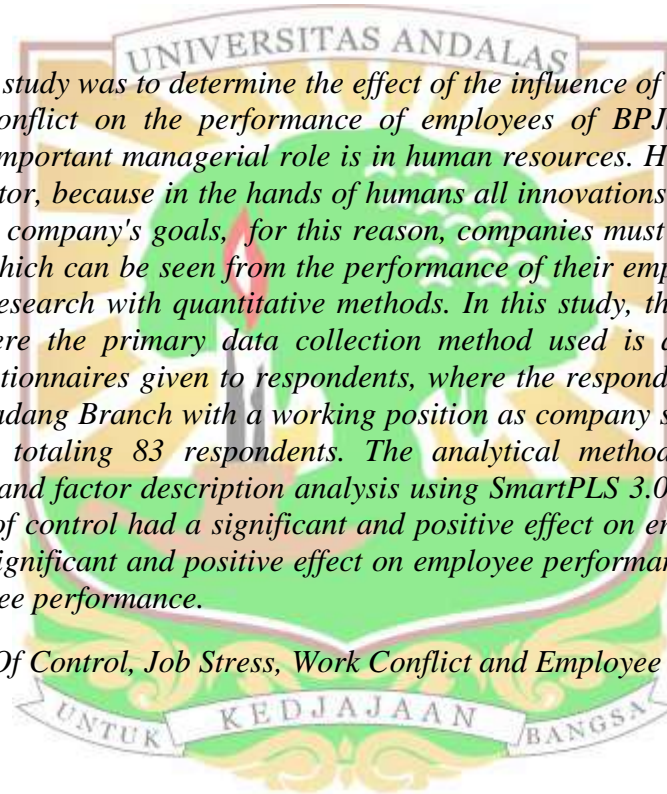 UNIVERSITAS ANDALAS
study was to determine the effect of the influence of
onflict on the performance of employees of BPJ
mportant managerial role is in human resources. H
tor, because in the hands of humans all innovations
company's goals, for this reason, companies must
hich can be seen from the performance of their emp
esearch with quantitative methods. In this study, th
ere the primary data collection method used is
tionnaires given to respondents, where the respond
adang Branch with a working position as company s
totaling 83 respondents. The analytical method
and factor description analysis using SmartPLS 3.0
of control had a significant and positive effect on e
ignificant and positive effect on employee performan
ee performance.
Of Control, Job Stress, Work Conflict and Employee
UNTUK KEDJAJAAN BANGSA